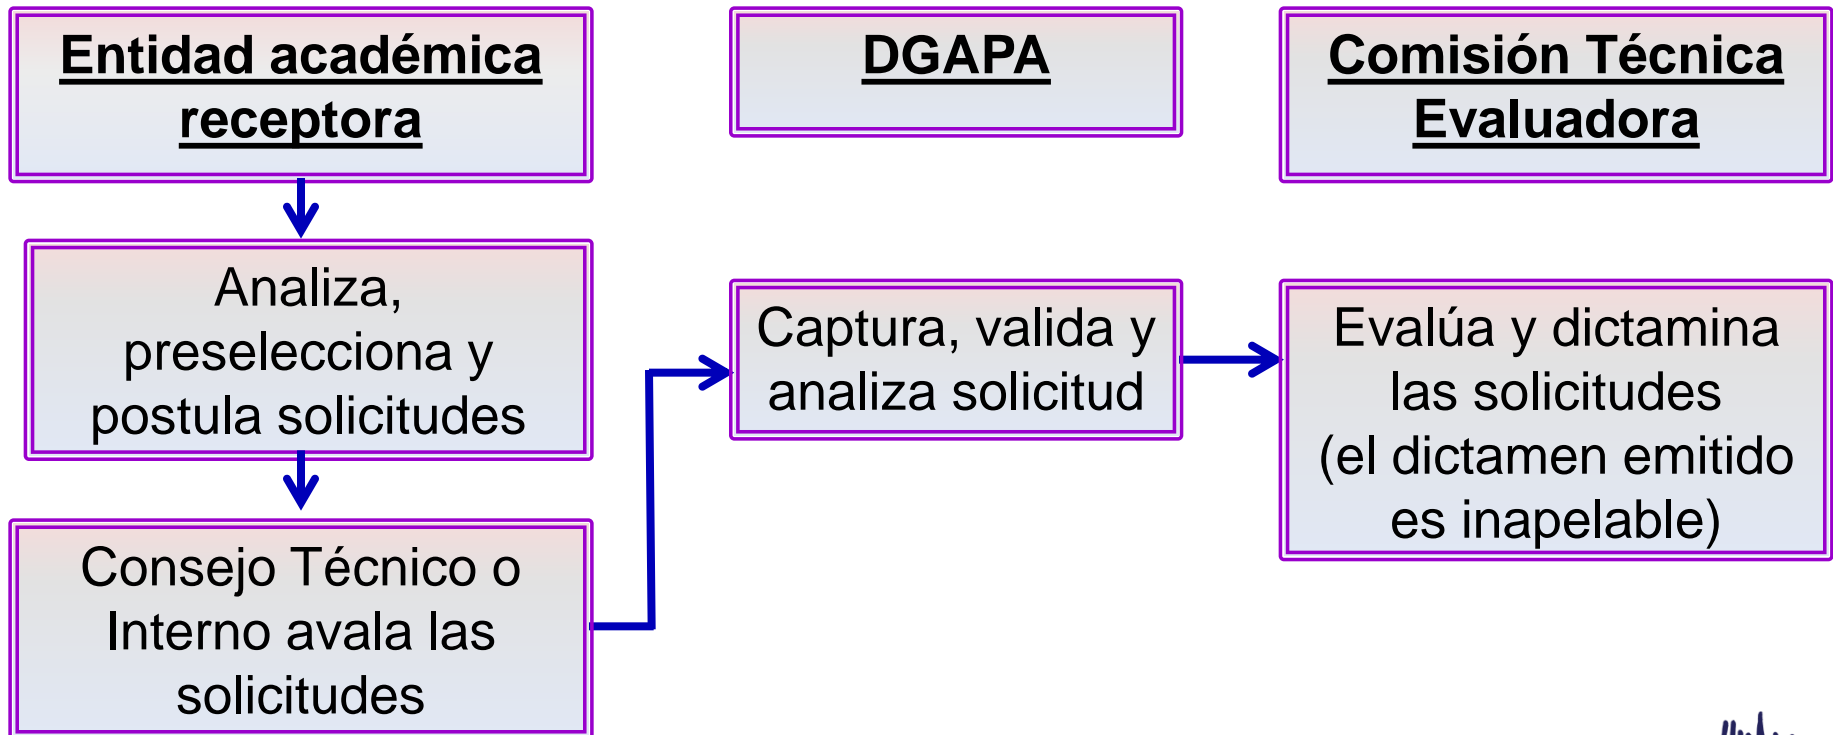 Entidad académica
receptora
DGAPA
Comisión Técnica
Evaluadora
Analiza,
preselecciona y
postula solicitudes
Captura, valida y
analiza solicitud
Evalúa y dictamina
las solicitudes
(el dictamen emitido
es inapelable)
Consejo Técnico o
Interno avala las
solicitudes